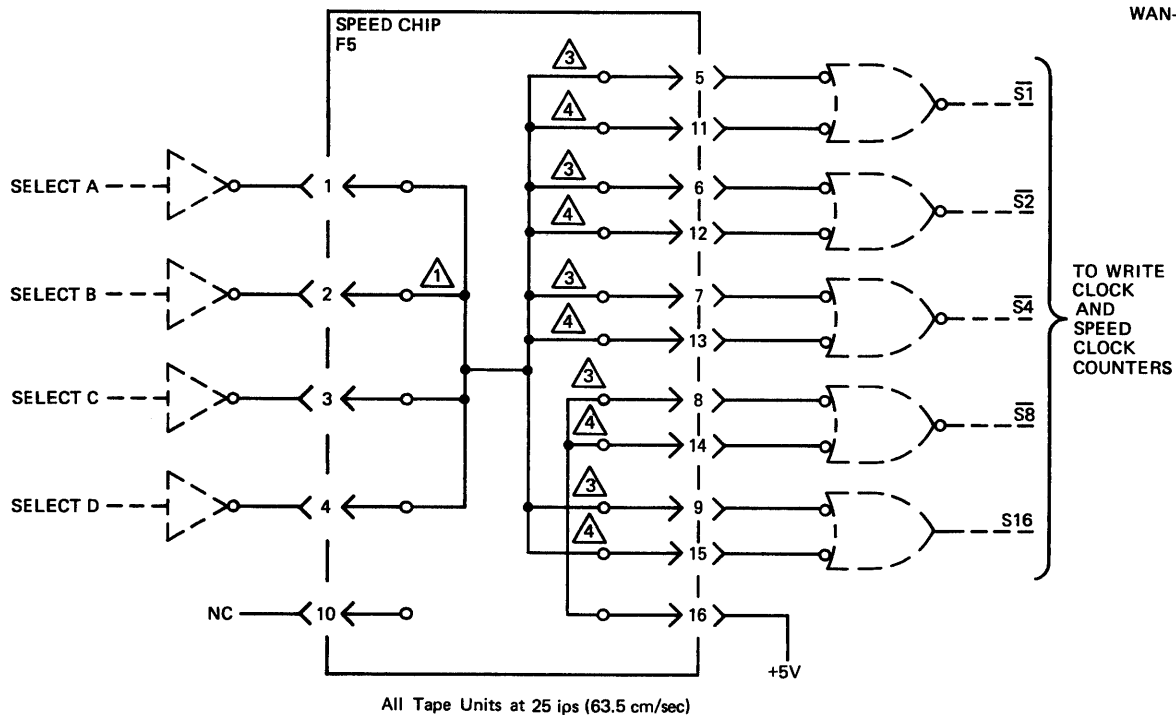 WAN-
SPEED CHIP
F5
3
5
S1
4
11
3
SELECT A
1
6
S2
4
12
1
3
SELECT B
2
7
S4
4
13
TO WRITE
CLOCK
AND
SPEED
CLOCK
COUNTERS
3
SELECT C
3
8
S8
4
14
3
SELECT D
4
9
S16
4
15
NC
10
16
+5V
All Tape Units at 25 ips (63.5 cm/sec)